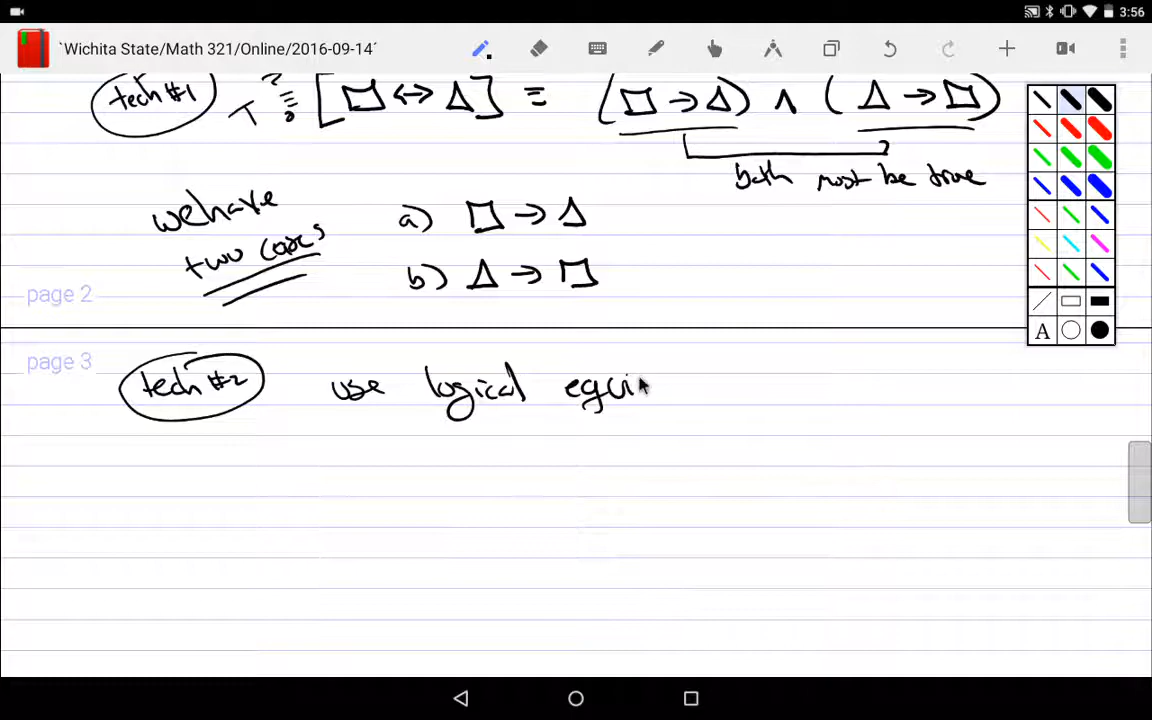 3:56
`Wichita State/Math 321/Online/2016-09-14´
tech #1 T ≡ [□ ↔ △] ≡ (□ → △) ∧ (△ → □)
both must be true
we have
two cases
a) □ → △
b) △ → □
page 2
page 3
tech #2 use logical equi
A